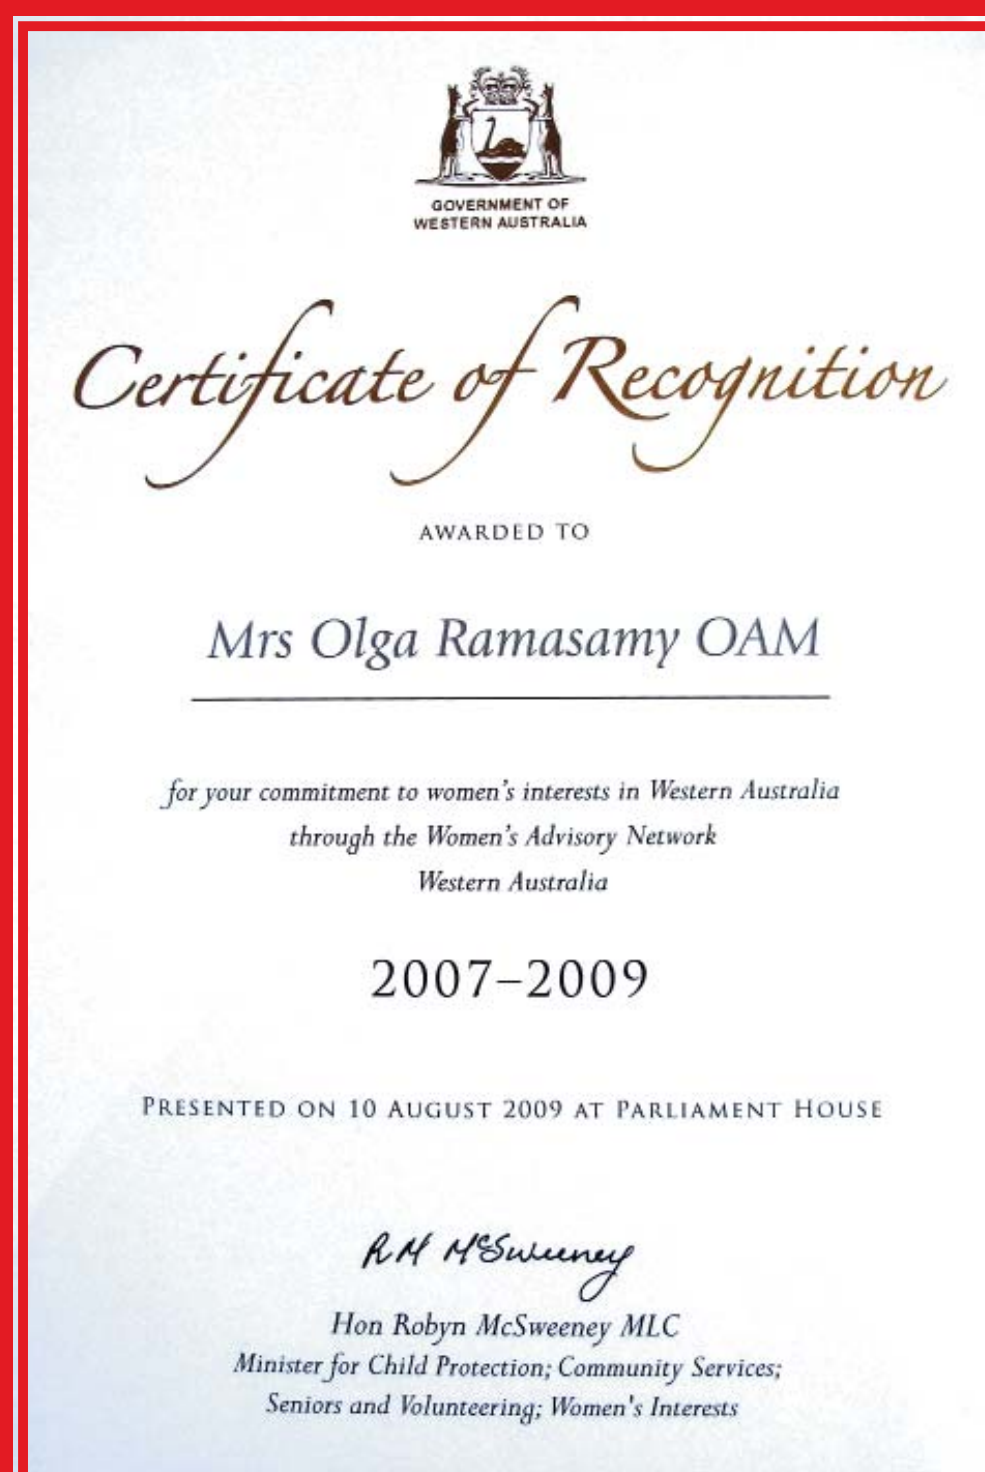 GOVERNMENT OF
WESTERN AUSTRALIA
Certificate of Recognition
AWARDED TO
Mrs Olga Ramasamy OAM
for your commitment to women's interests in Western Australia
through the Women's Advisory Network
Western Australia
2007–2009
PRESENTED ON 10 AUGUST 2009 AT PARLIAMENT HOUSE
RM McSweeney
Hon Robyn McSweeney MLC
Minister for Child Protection; Community Services;
Seniors and Volunteering; Women's Interests